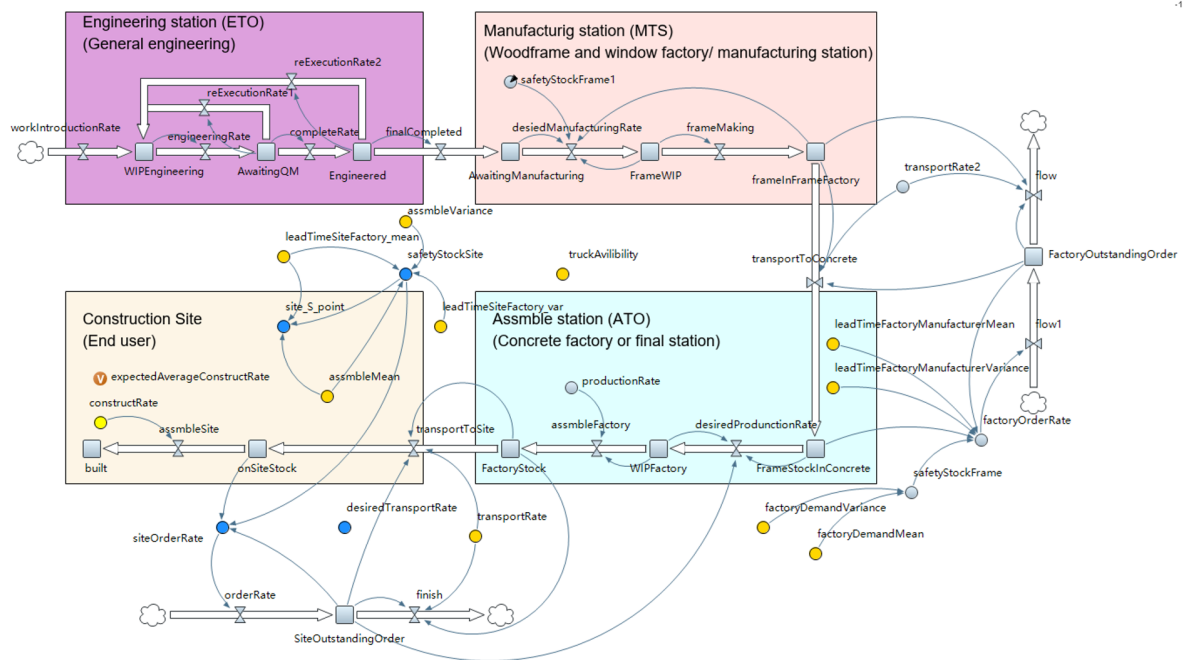 -1
Engineering station (ETO)
(General engineering)
Manufacturig station (MTS)
(Woodframe and window factory/ manufacturing station)
reExecutionRate2
safetyStockFrame1
reExecutionRate1
workIntroductionRate
engineeringRate
completeRate
finalCompleted
desiedManufacturingRate
frameMaking
WIPEngineering
AwaitingQM
Engineered
AwaitingManufacturing
FrameWIP
frameInFrameFactory
transportRate2
flow
assmbleVariance
leadTimeSiteFactory_mean
safetyStockSite
truckAvilibility
transportToConcrete
FactoryOutstandingOrder
site_S_point
leadTimeSiteFactory_var
Construction Site
(End user)
Assmble station (ATO)
(Concrete factory or final station)
leadTimeFactoryManufacturerMean
flow1
leadTimeFactoryManufacturerVariance
V
expectedAverageConstructRate
assmbleMean
productionRate
constructRate
assmbleSite
transportToSite
assmbleFactory
desiredProdunctionRate
factoryOrderRate
built
onSiteStock
FactoryStock
WIPFactory
FrameStockInConcrete
safetyStockFrame
siteOrderRate
desiredTransportRate
transportRate
factoryDemandVariance
factoryDemandMean
orderRate
finish
SiteOutstandingOrder